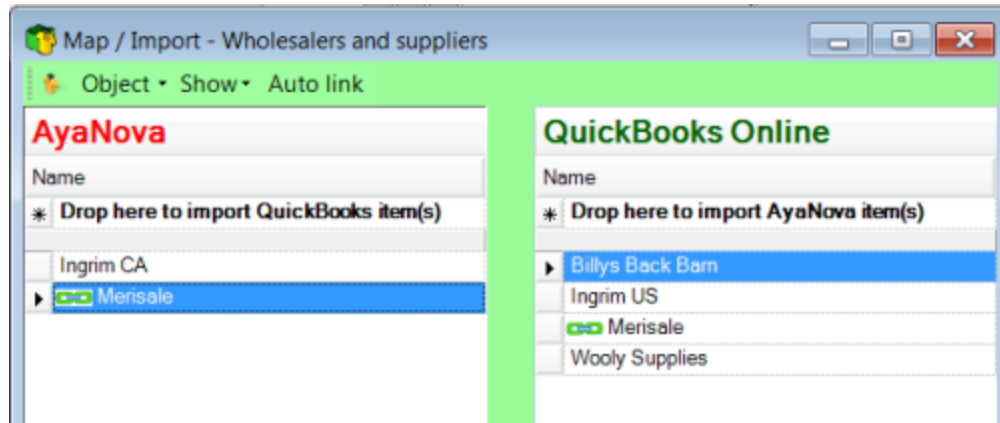 Map / Import - Wholesalers and suppliers
Object Show Auto link
AyaNova
Name
Drop here to import QuickBooks item(s)
Ingrim CA
Merisale
QuickBooks Online
Name
Drop here to import AyaNova item(s)
Billys Back Barn
Ingrim US
Merisale
Wooly Supplies